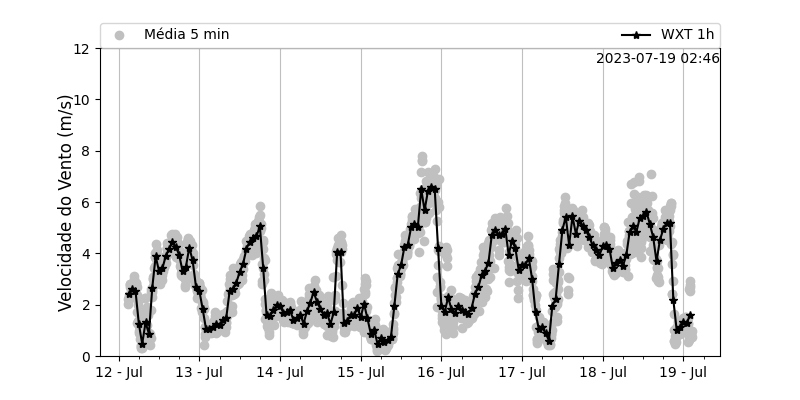 Média 5 min
WXT 1h
2023-07-19 02:46
Velocidade do Vento (m/s)
12
10
8
6
4
2
0
12 - Jul
13 - Jul
14 - Jul
15 - Jul
16 - Jul
17 - Jul
18 - Jul
19 - Jul